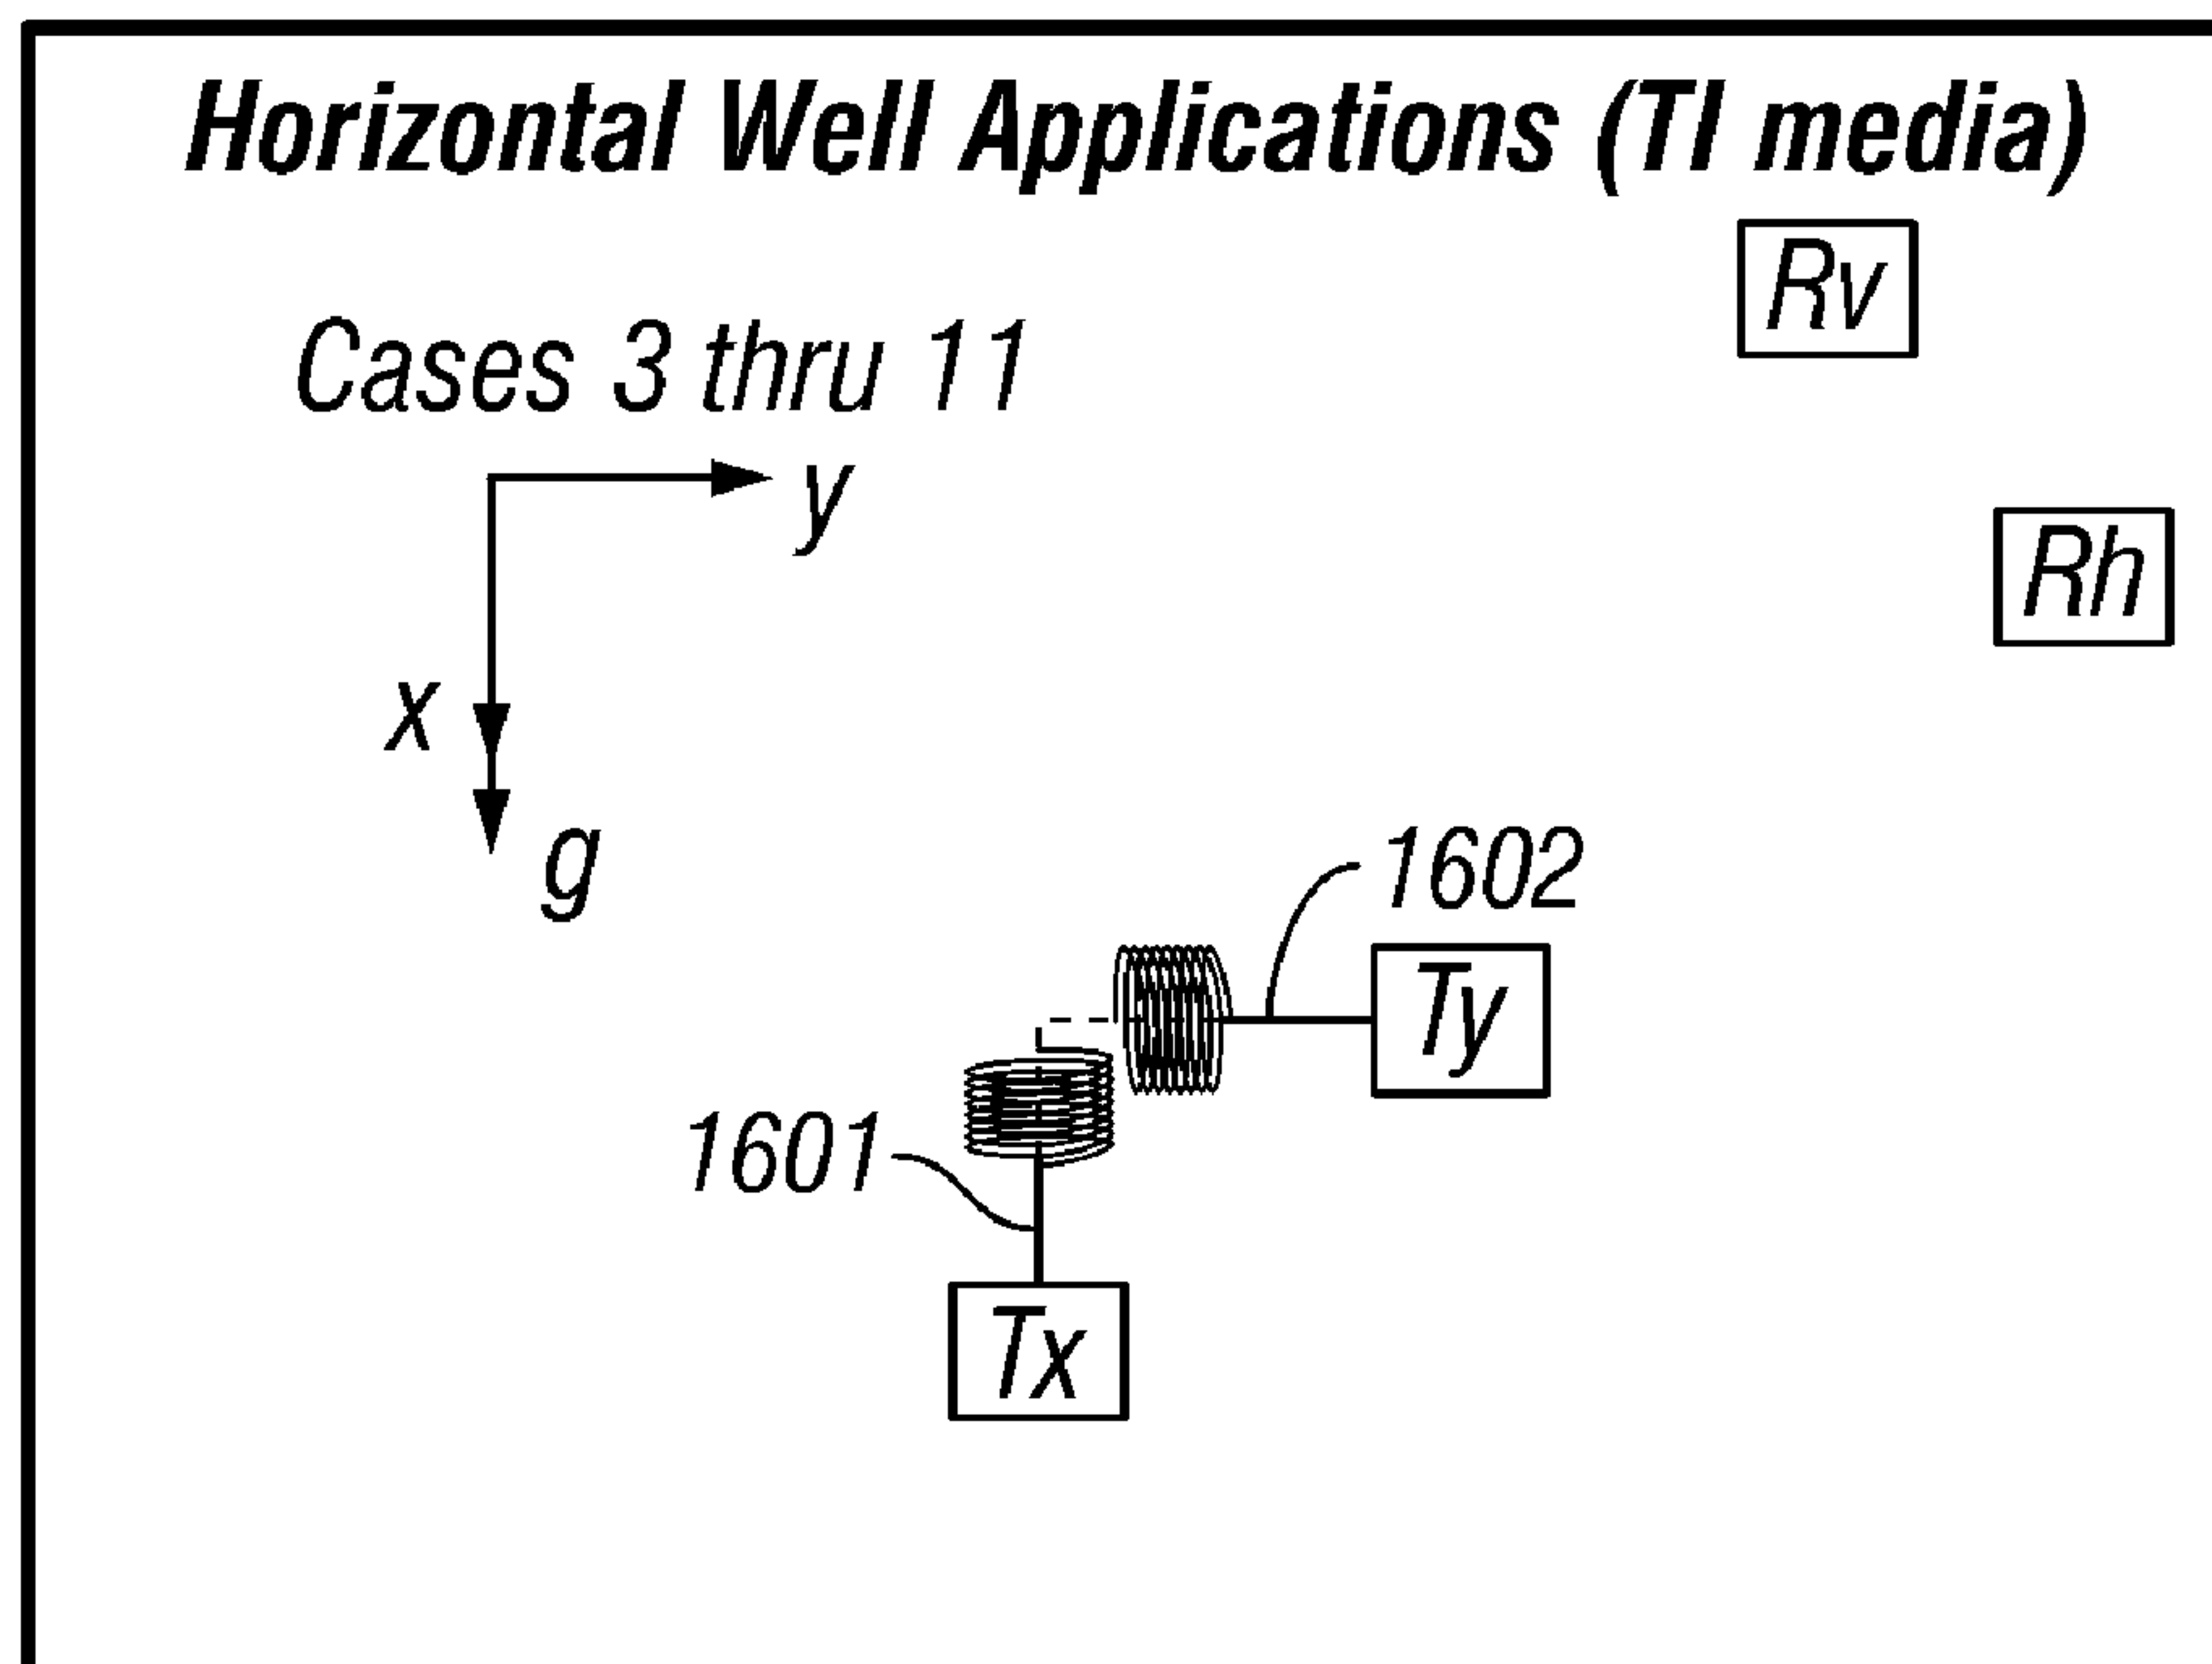 Horizontal Well Applications (TI media)
Rv
Cases 3 thru 11
y
Rh
x
g
1602
Ty
1601
Tx